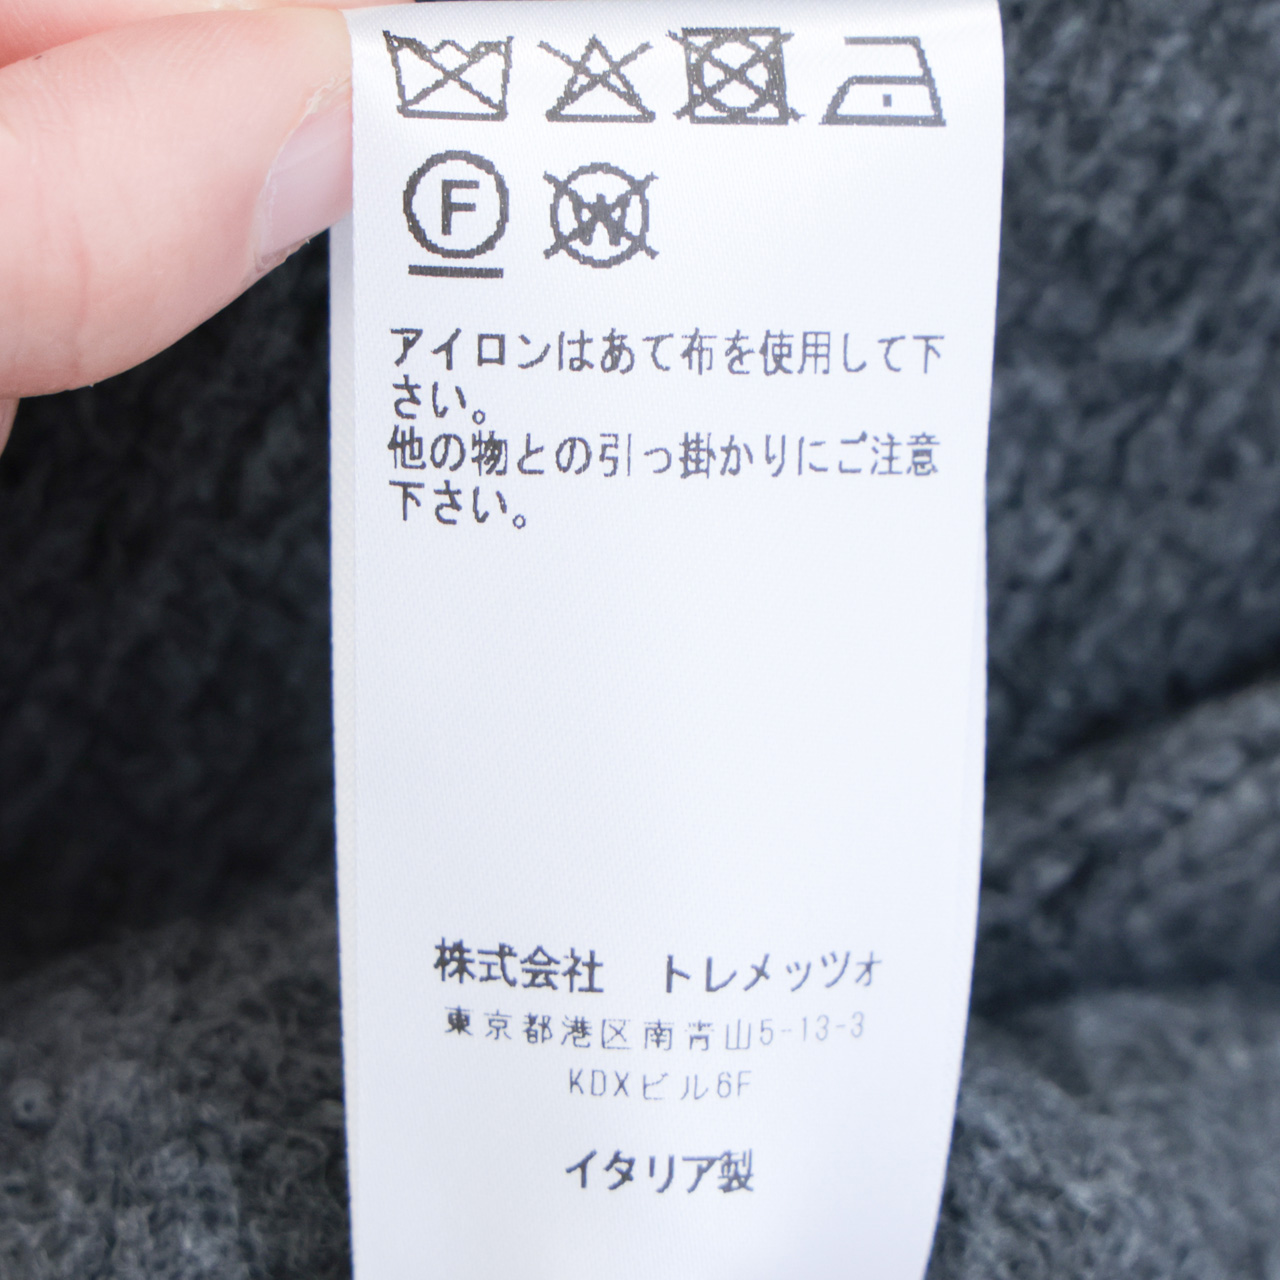 F W
アイロンはあて布を使用して下
さい。
他の物との引っ掛かりにご注意
下さい。
株式会社　トレメッツォ
東京都港区南青山5-13-3
KDXビル6F
イタリア製